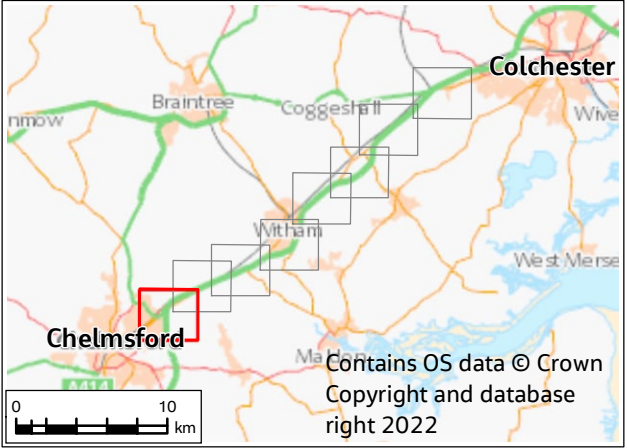 Colchester
Braintree
Coggeshall
nmow
Wive
Witham
West Merse
Chelmsford
Maldon
Contains OS data © Crown
Copyright and database
right 2022
A414
0 10
km